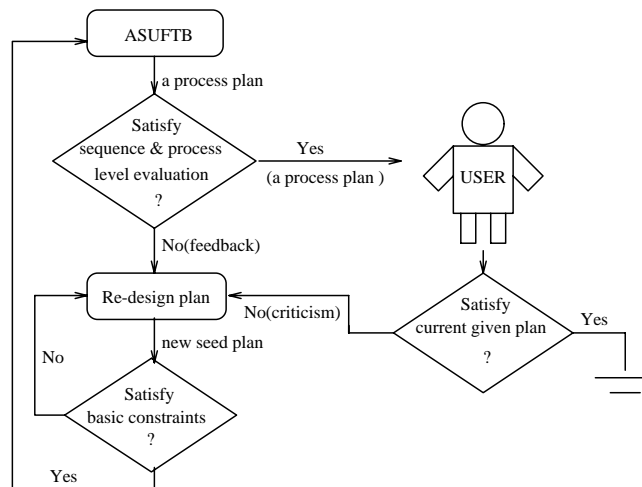 ASUFTB
a process plan
Satisfy
sequence & process
level evaluation
?
Yes
(a process plan )
USER
No(feedback)
Re-design plan
No(criticism)
Satisfy
current given plan
?
Yes
new seed plan
No
Satisfy
basic constraints
?
Yes